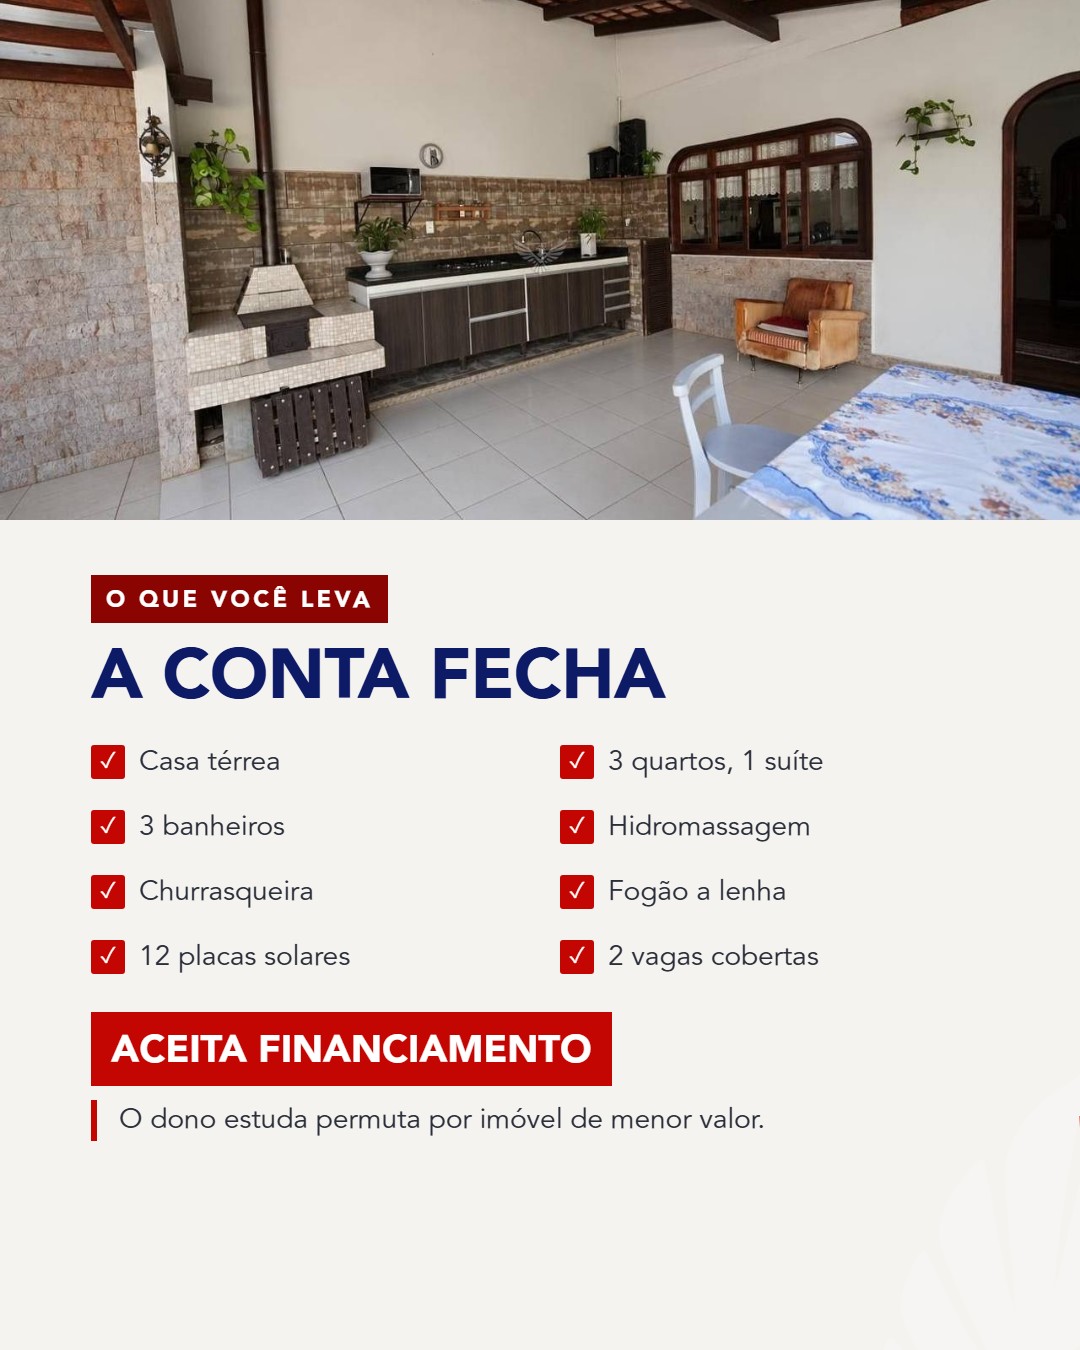 O QUE VOCÊ LEVA
A CONTA FECHA
✓ Casa térrea
✓ 3 quartos, 1 suíte
✓ 3 banheiros
✓ Hidromassagem
✓ Churrasqueira
✓ Fogão a lenha
✓ 12 placas solares
✓ 2 vagas cobertas
ACEITA FINANCIAMENTO
O dono estuda permuta por imóvel de menor valor.